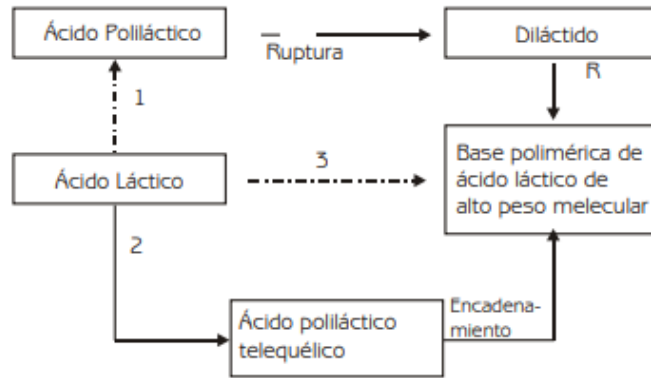 Ácido Poliláctico
Ruptura
Diláctido
1
R
Ácido Láctico
3
Base polimérica de
ácido láctico de
alto peso melecular
2
Ácido poliláctico
telequélico
Encadena-
miento